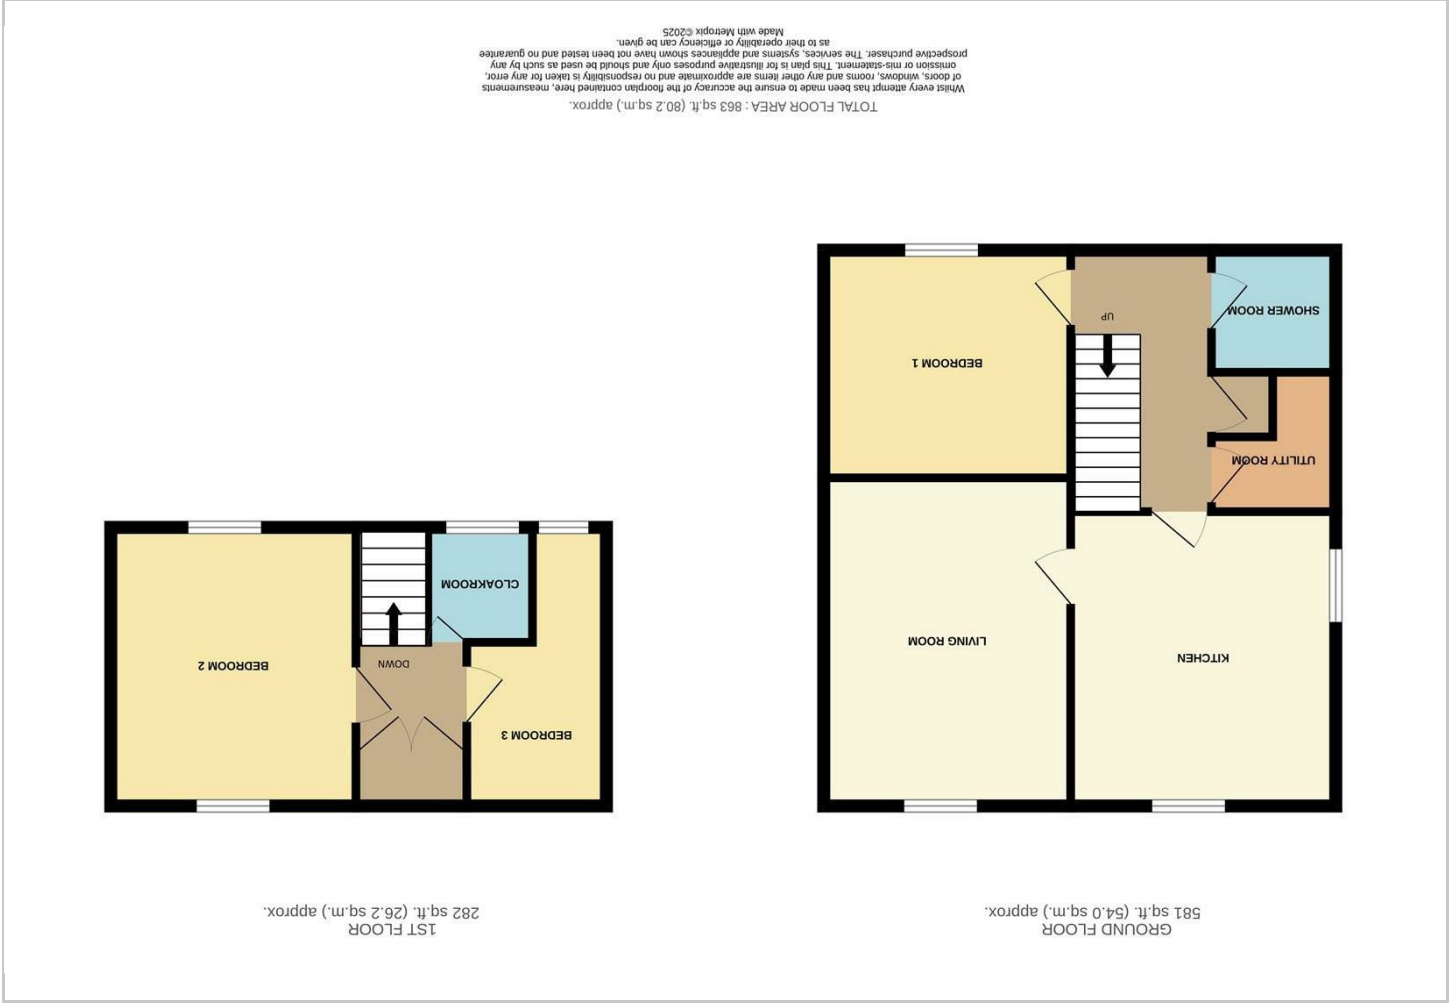 GROUND FLOOR
581 sq.ft. (54.0 sq.m.) approx.
1ST FLOOR
282 sq.ft. (26.2 sq.m.) approx.
KITCHEN
LIVING ROOM
UTILITY ROOM
BEDROOM 1
UP
SHOWER ROOM
BEDROOM 3
BEDROOM 2
DOWN
CLOAKROOM
TOTAL FLOOR AREA : 863 sq.ft. (80.2 sq.m.) approx.
Whilst every attempt has been made to ensure the accuracy of the floorplan contained here, measurements
of doors, windows, rooms and any other items are approximate and no responsibility is taken for any error,
omission or mis-statement. This plan is for illustrative purposes only and should be used as such by any
prospective purchaser. The services, systems and appliances shown have not been tested and no guarantee
as to their operability or efficiency can be given.
Made with Metropix ©2025